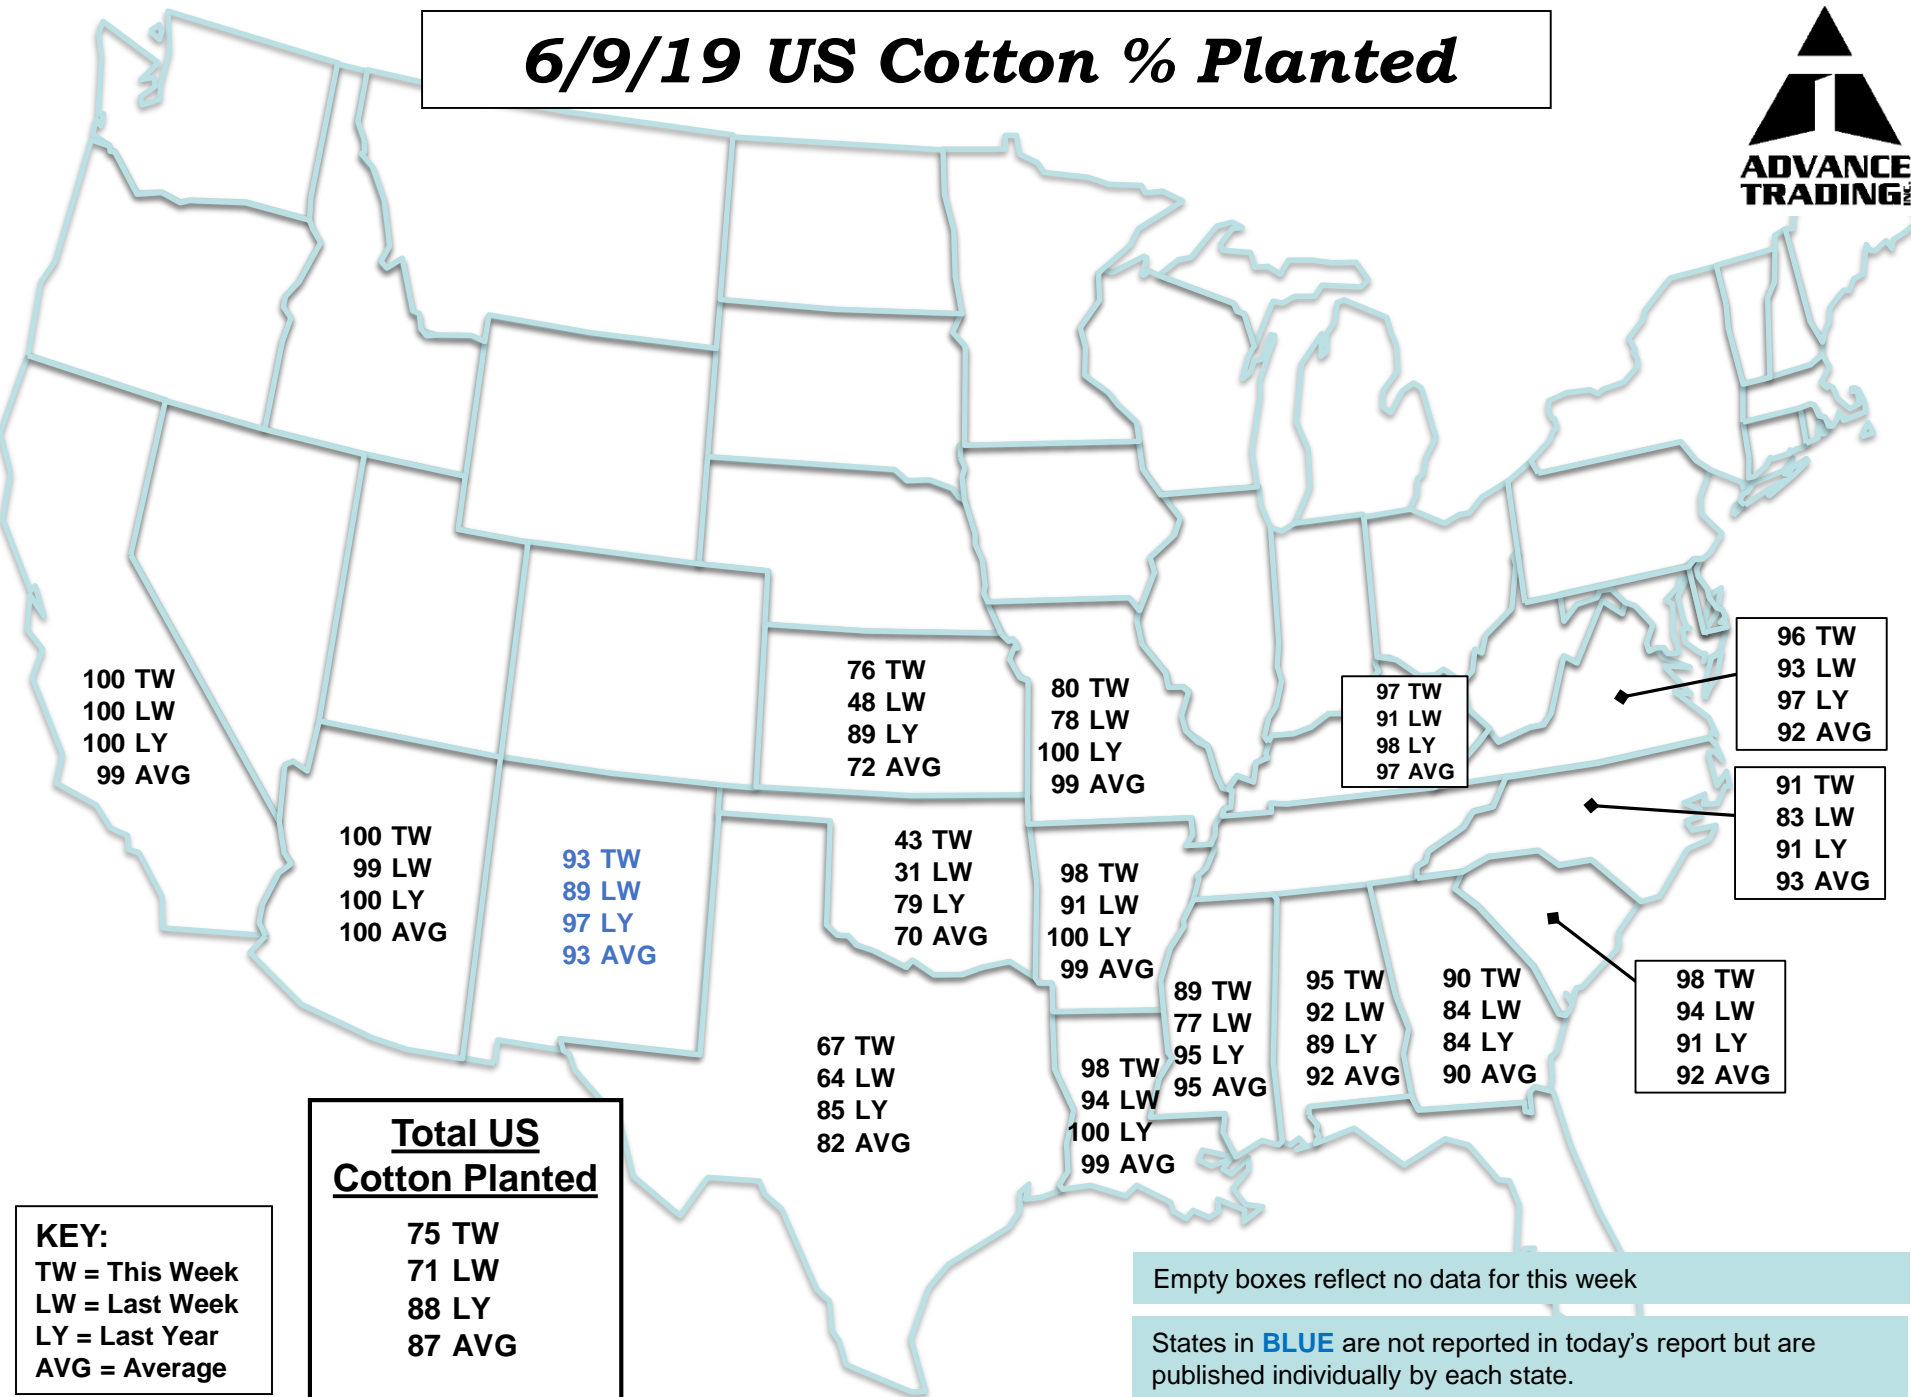 6/9/19 US Cotton % Planted
ADVANCE
TRADING INC.
100 TW
100 LW
100 LY
99 AVG
100 TW
99 LW
100 LY
100 AVG
93 TW
89 LW
97 LY
93 AVG
76 TW
48 LW
89 LY
72 AVG
43 TW
31 LW
79 LY
70 AVG
67 TW
64 LW
85 LY
82 AVG
80 TW
78 LW
100 LY
99 AVG
98 TW
91 LW
100 LY
99 AVG
98 TW
94 LW
100 LY
99 AVG
89 TW
77 LW
95 LY
95 AVG
95 TW
92 LW
89 LY
92 AVG
90 TW
84 LW
84 LY
90 AVG
97 TW
91 LW
98 LY
97 AVG
96 TW
93 LW
97 LY
92 AVG
91 TW
83 LW
91 LY
93 AVG
98 TW
94 LW
91 LY
92 AVG
Total US
Cotton Planted
75 TW
71 LW
88 LY
87 AVG
KEY:
TW = This Week
LW = Last Week
LY = Last Year
AVG = Average
Empty boxes reflect no data for this week
States in BLUE are not reported in today's report but are
published individually by each state.